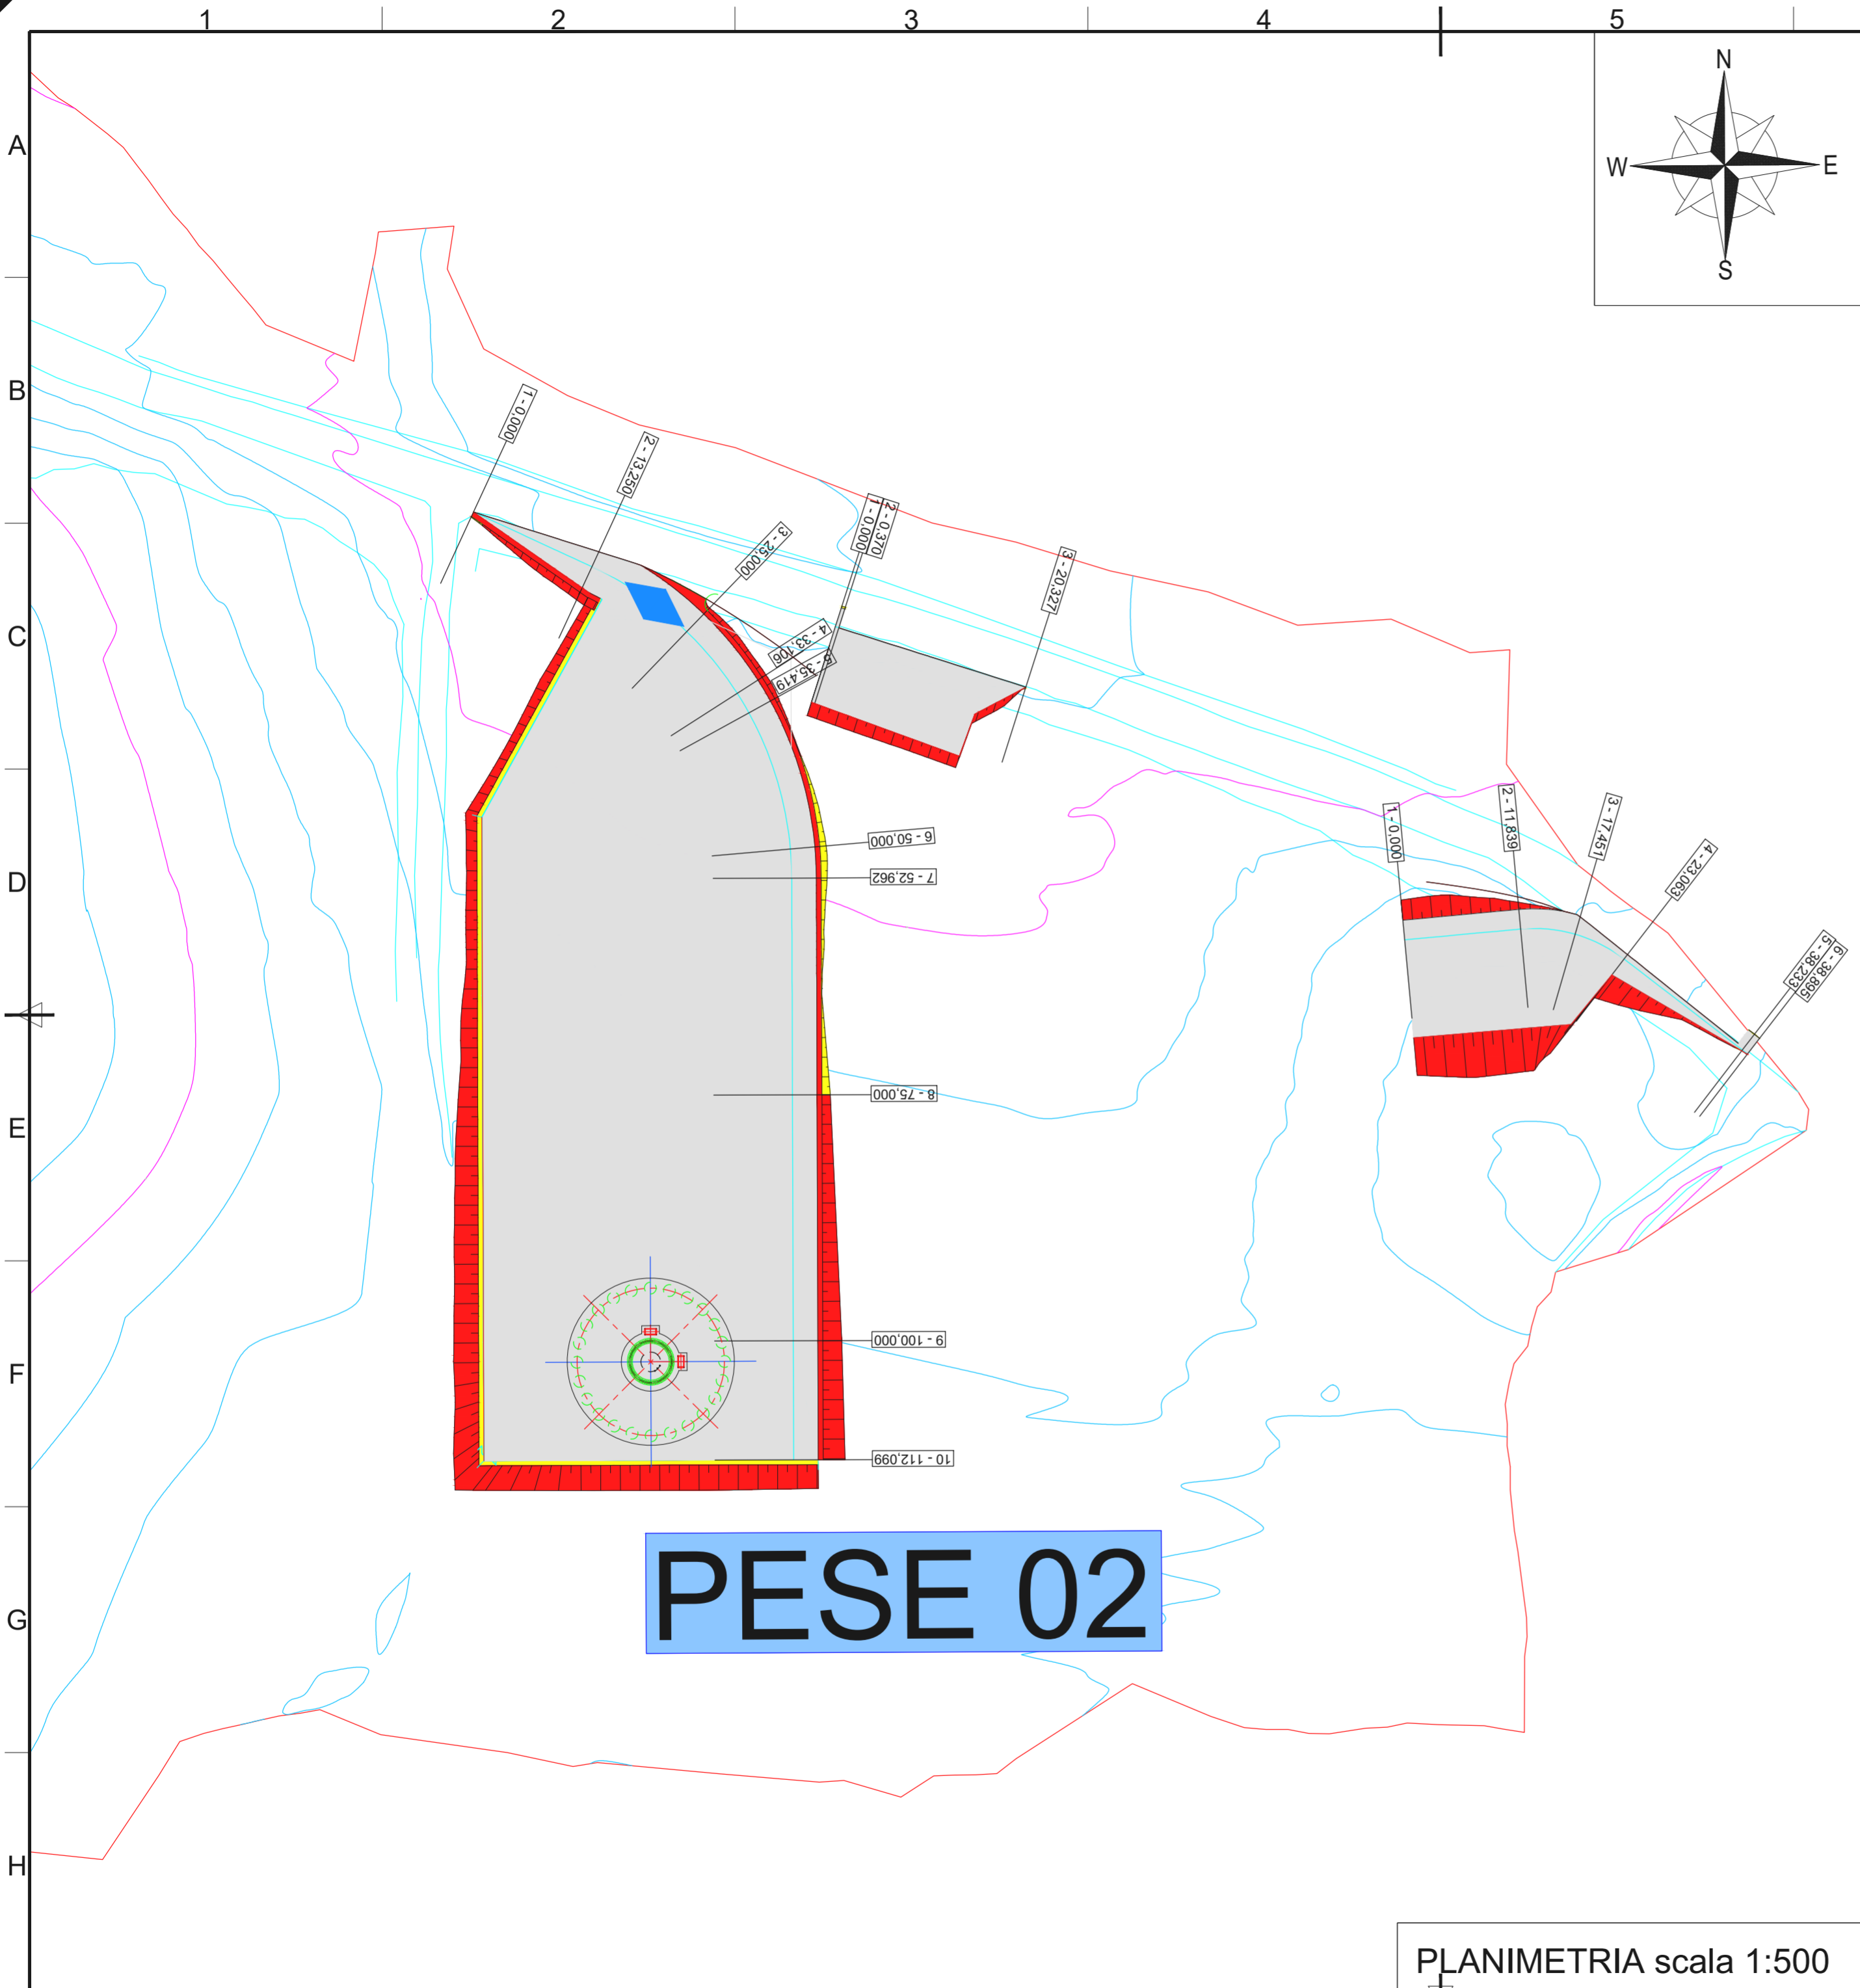 1 2 3 4 5
N
A
W E
S
B
1 - 0,000
2 - 13,250
3 - 25,000
1 - 0,000
2 - 0,370
3 - 20,327
C
4 - 33,106
5 - 35,419
1 - 0,000
2 - 11,839
3 - 17,451
4 - 23,063
6 - 50,000
7 - 52,962
D
5 - 38,233
6 - 38,895
8 - 75,000
E
9 - 100,000
F
10 - 112,099
PESE 02
G
H
PLANIMETRIA scala 1:500